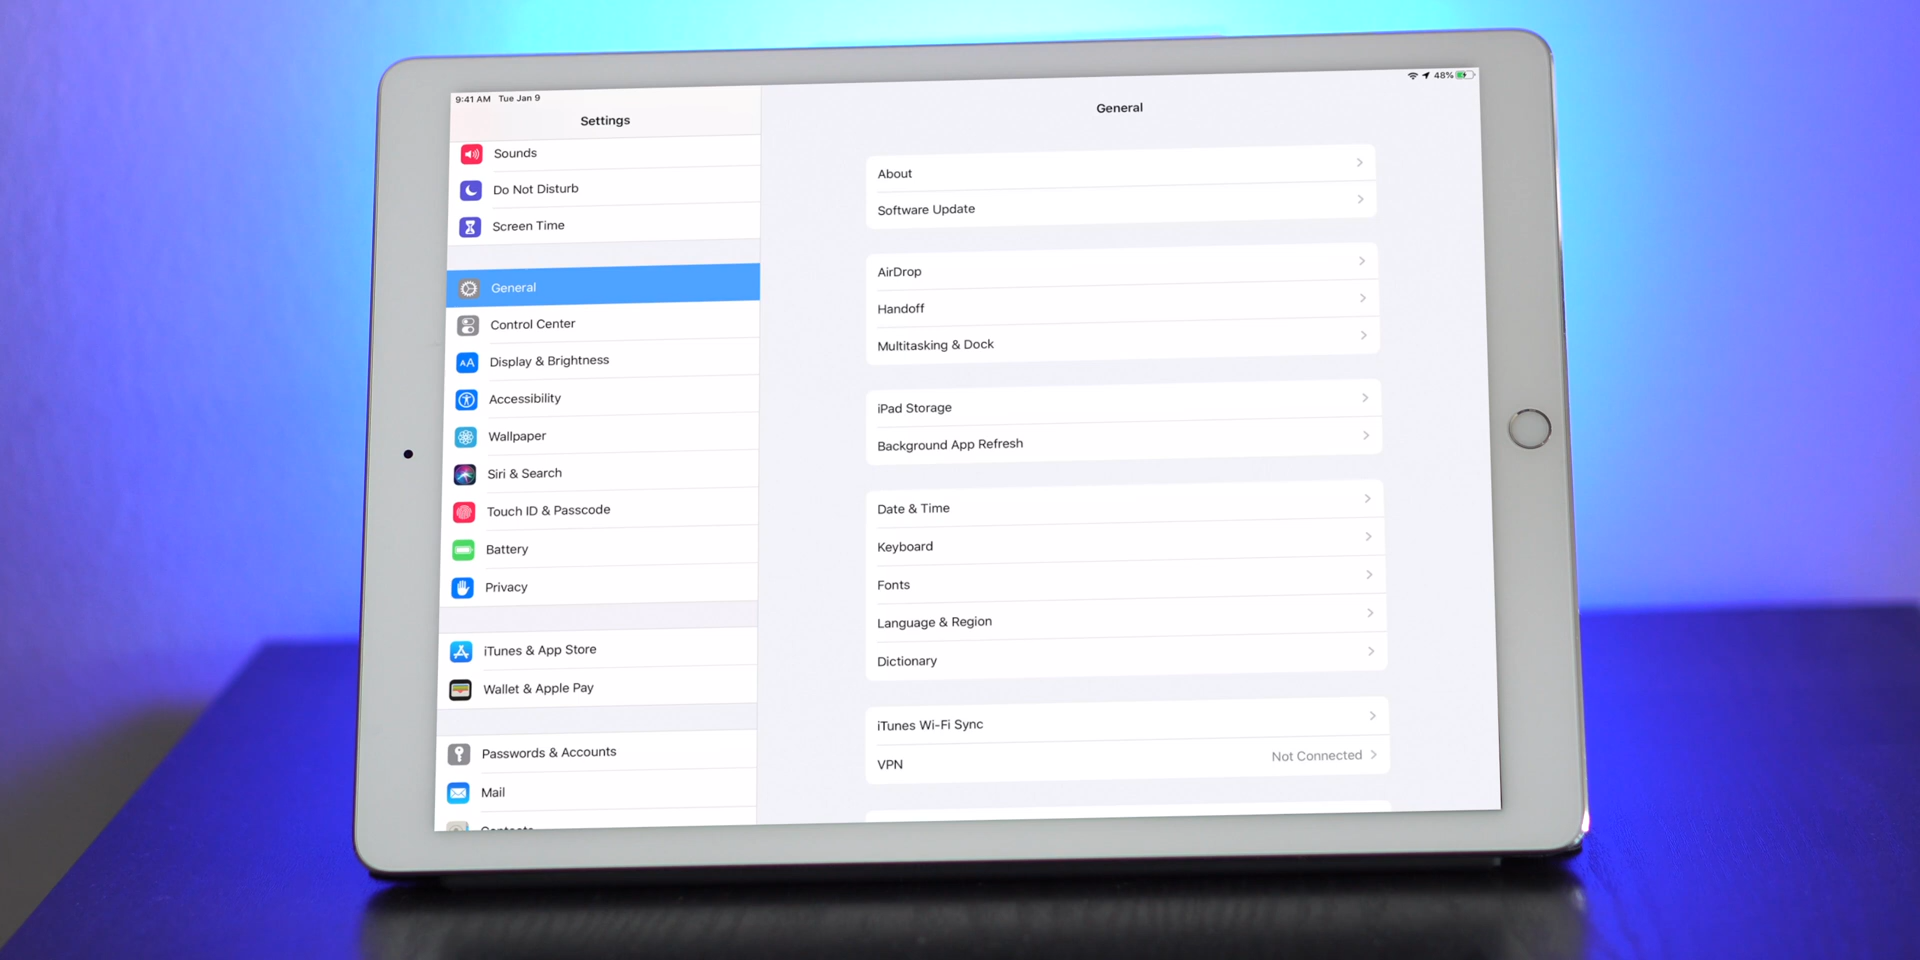 9:41 AM Tue Jan 9
48%
Settings
Sounds
Do Not Disturb
Screen Time
General
Control Center
AA Display & Brightness
Accessibility
Wallpaper
Siri & Search
Touch ID & Passcode
Battery
Privacy
iTunes & App Store
Wallet & Apple Pay
Passwords & Accounts
Mail
General
About
Software Update
AirDrop
Handoff
Multitasking & Dock
iPad Storage
Background App Refresh
Date & Time
Keyboard
Fonts
Language & Region
Dictionary
iTunes Wi-Fi Sync
VPN Not Connected